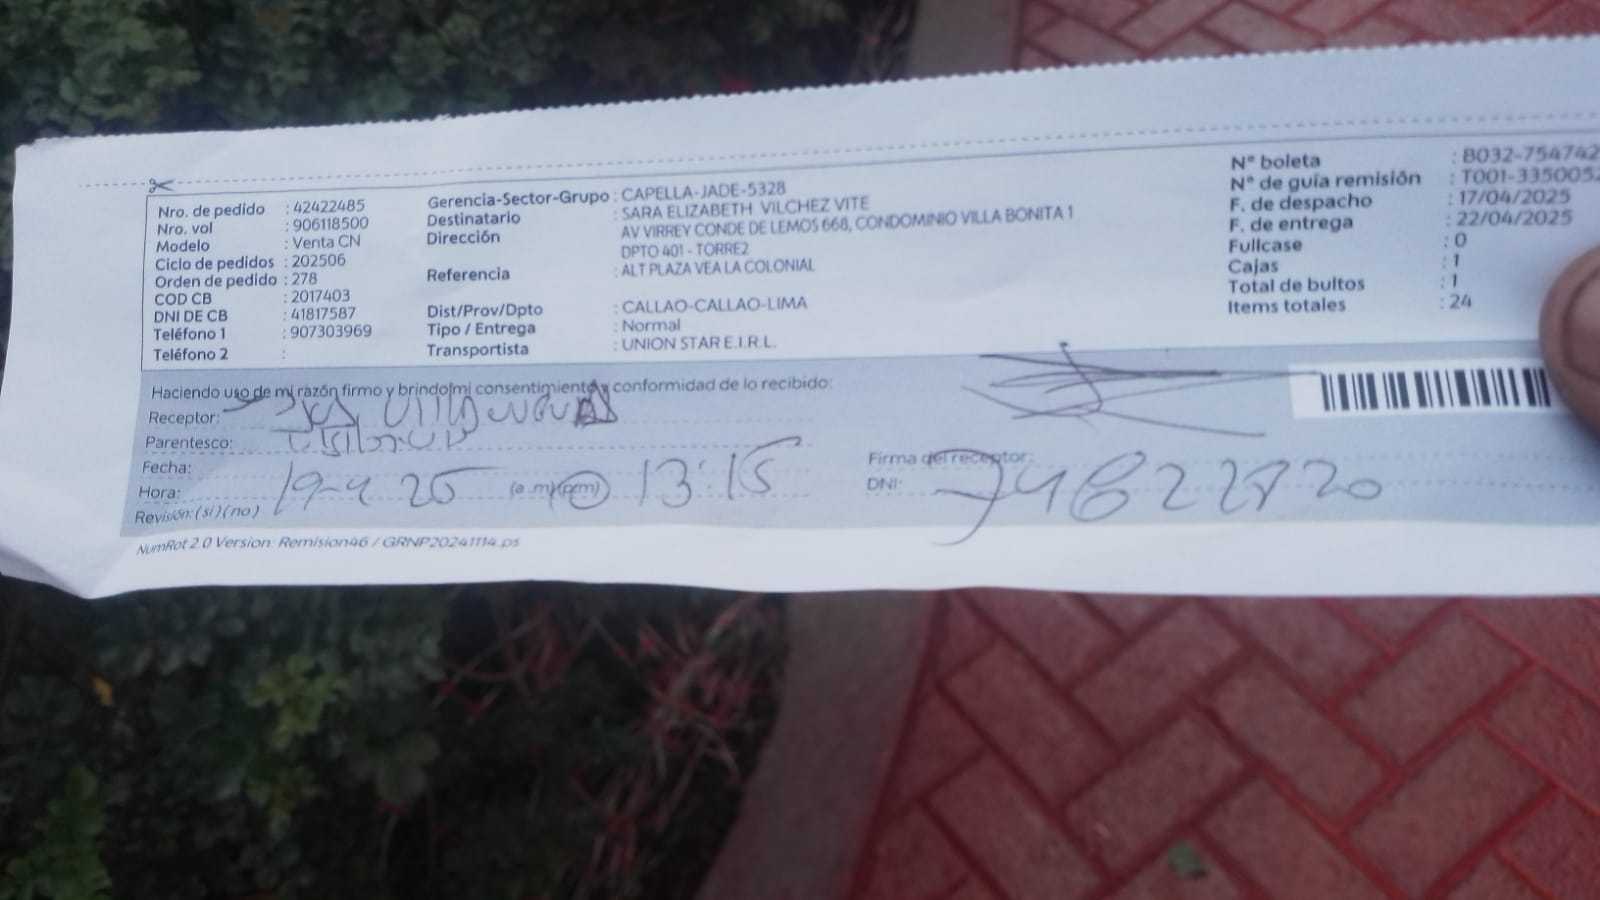 Nro. de pedido : 42422485
Nro. vol : 906118500
Modelo : Venta CN
Ciclo de pedidos : 202506
Orden de pedido : 278
COD CB : 2017403
DNI DE CB : 41817587
Teléfono 1 : 907303969
Teléfono 2 :
Gerencia-Sector-Grupo : CAPELLA-JADE-5328
Destinatario : SARA ELIZABETH VILCHEZ VITE
Dirección AV VIRREY CONDE DE LEMOS 668, CONDOMINIO VILLA BONITA 1
DPTO 401 - TORRE2
Referencia : ALT PLAZA VEA LA COLONIAL
Dist/Prov/Dpto : CALLAO-CALLAO-LIMA
Tipo / Entrega : Normal
Transportista : UNION STAR E.I.R.L.
N° boleta : B032-754742
N° de guía remisión : T001-3350052
F. de despacho : 17/04/2025
F. de entrega : 22/04/2025
Fullcase : 0
Cajas : 1
Total de bultos : 1
Items totales : 24
Haciendo uso de mi razón firmo y brindo mi consentimiento y conformidad de lo recibido:
Receptor:
Parentesco:
Fecha:
Hora: 19-4 25 (a.m) (p.m) 13:15
Revisión: (si) (no)
Firma del receptor:
DNI: 74822720
NumRot 2.0 Version: Remision46 / GRNP20241114.ps